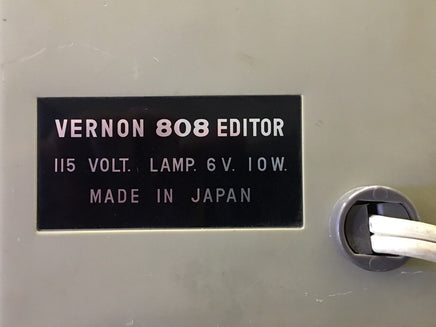 VERNON 808 EDITOR
115 VOLT. LAMP. 6V. 10W.
MADE IN JAPAN